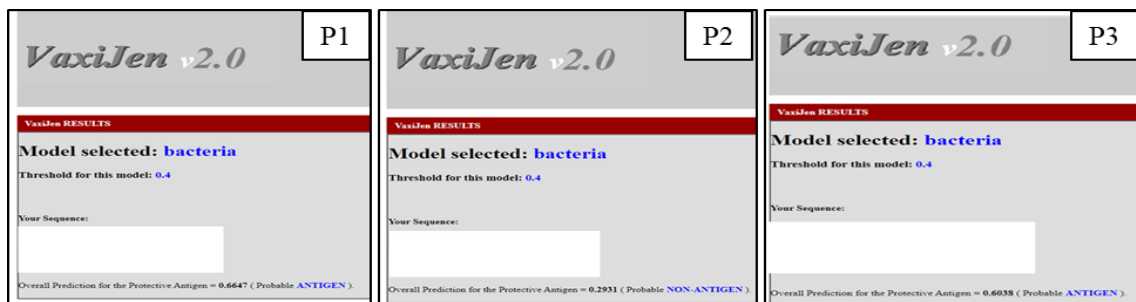 P1
VaxiJen v2.0
VaxiJen RESULTS
Model selected: bacteria
Threshold for this model: 0.4
Your Sequence:
Overall Prediction for the Protective Antigen = 0.6647 ( Probable ANTIGEN ).
P2
VaxiJen v2.0
VaxiJen RESULTS
Model selected: bacteria
Threshold for this model: 0.4
Your Sequence:
Overall Prediction for the Protective Antigen = 0.2931 ( Probable NON-ANTIGEN ).
P3
VaxiJen v2.0
VaxiJen RESULTS
Model selected: bacteria
Threshold for this model: 0.4
Your Sequence:
Overall Prediction for the Protective Antigen = 0.6038 ( Probable ANTIGEN ).